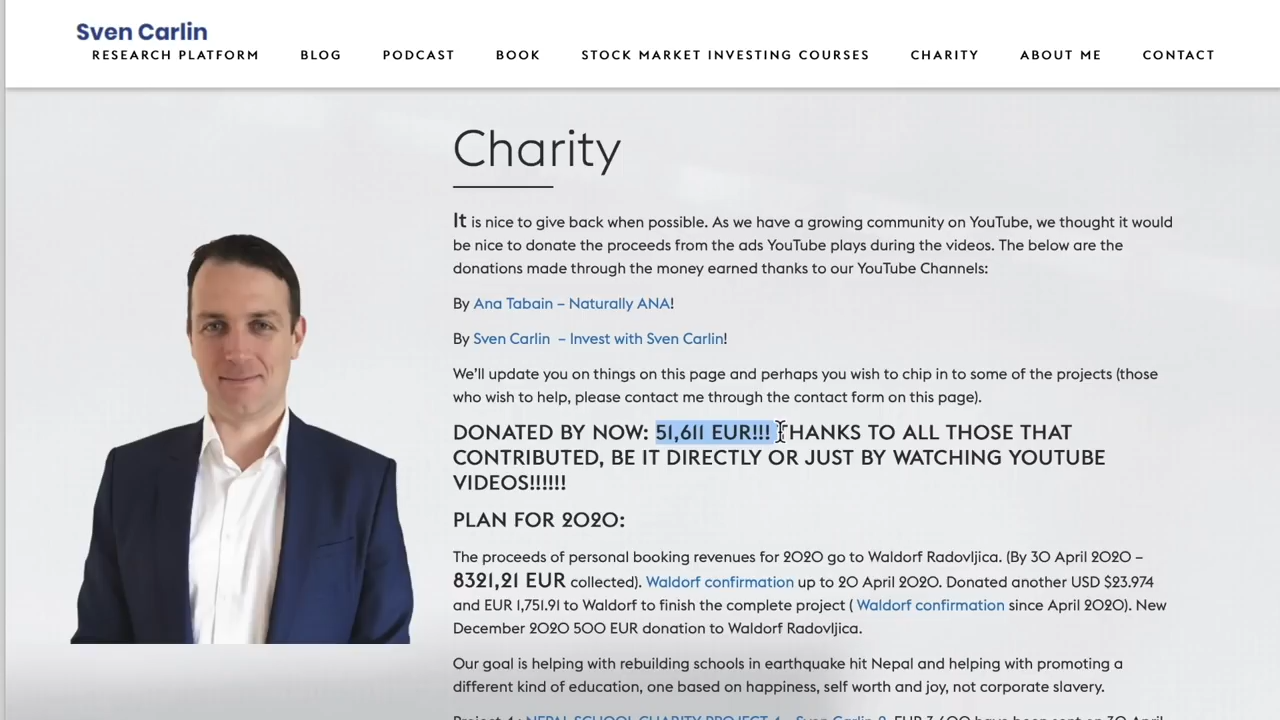 Sven Carlin
RESEARCH PLATFORM BLOG PODCAST BOOK STOCK MARKET INVESTING COURSES CHARITY ABOUT ME CONTACT
Charity
It is nice to give back when possible. As we have a growing community on YouTube, we thought it would
be nice to donate the proceeds from the ads YouTube plays during the videos. The below are the
donations made through the money earned thanks to our YouTube Channels:
By Ana Tabain – Naturally ANA!
By Sven Carlin – Invest with Sven Carlin!
We'll update you on things on this page and perhaps you wish to chip in to some of the projects (those
who wish to help, please contact me through the contact form on this page).
DONATED BY NOW: 51,611 EUR!!! THANKS TO ALL THOSE THAT
CONTRIBUTED, BE IT DIRECTLY OR JUST BY WATCHING YOUTUBE
VIDEOS!!!!!!
PLAN FOR 2020:
The proceeds of personal booking revenues for 2020 go to Waldorf Radovljica. (By 30 April 2020 –
8321,21 EUR collected). Waldorf confirmation up to 20 April 2020. Donated another USD $23.974
and EUR 1,751.91 to Waldorf to finish the complete project ( Waldorf confirmation since April 2020). New
December 2020 500 EUR donation to Waldorf Radovljica.
Our goal is helping with rebuilding schools in earthquake hit Nepal and helping with promoting a
different kind of education, one based on happiness, self worth and joy, not corporate slavery.